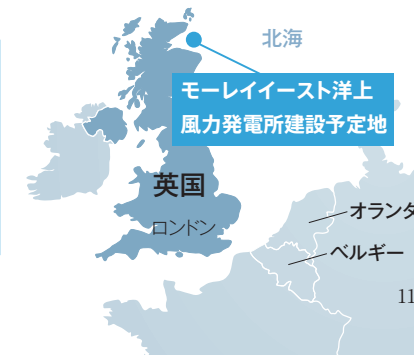 北海
モーレイイースト洋上
風力発電所建設予定地
英国
ロンドン
オランダ
ベルギー
11